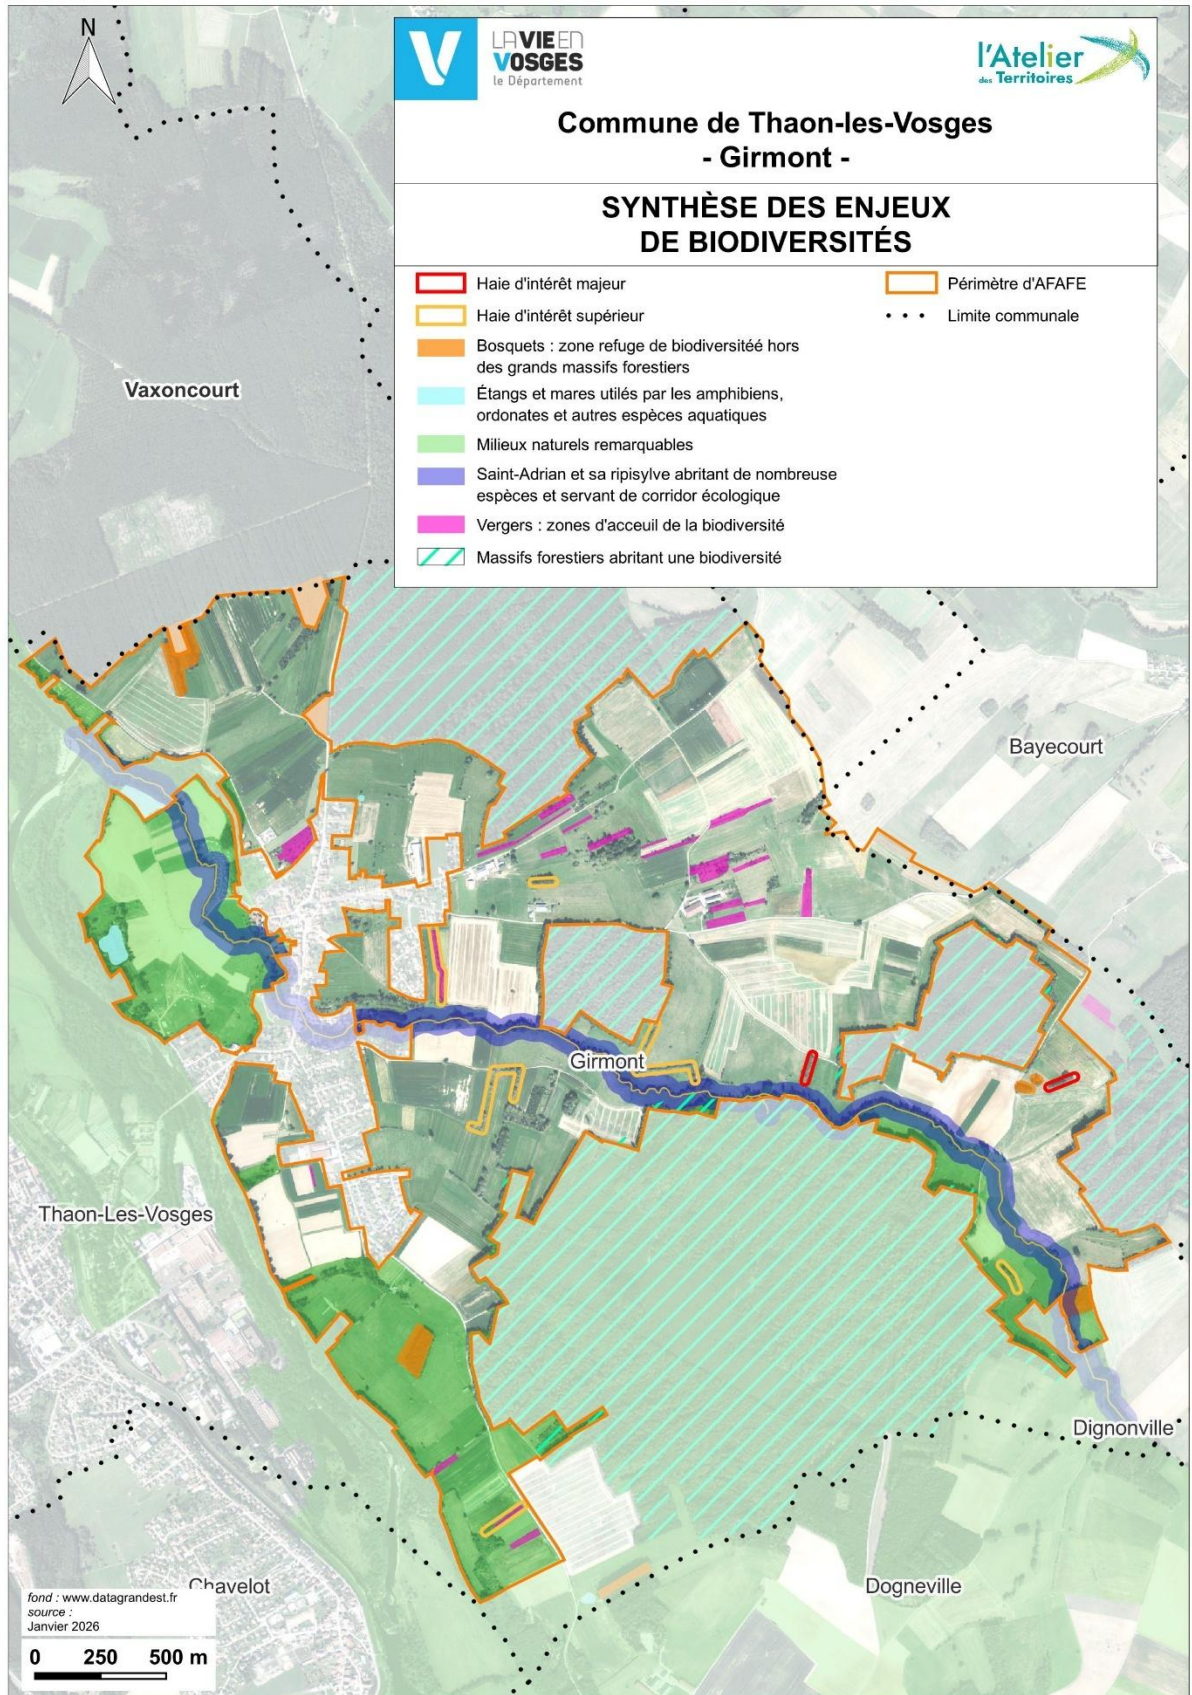 N
LA VIE EN
VOSGES
le Département
l'Atelier
des Territoires
Commune de Thaon-les-Vosges
- Girmont -
SYNTHÈSE DES ENJEUX
DE BIODIVERSITÉS
Haie d'intérêt majeur
Haie d'intérêt supérieur
Bosquets : zone refuge de biodiversitéé hors
des grands massifs forestiers
Étangs et mares utilés par les amphibiens,
ordonates et autres espèces aquatiques
Milieux naturels remarquables
Saint-Adrian et sa ripisylve abritant de nombreuse
espèces et servant de corridor écologique
Vergers : zones d'acceuil de la biodiversité
Massifs forestiers abritant une biodiversité
Périmètre d'AFAFE
Limite communale
Vaxoncourt
Bayecourt
Girmont
Thaon-Les-Vosges
Dignonville
Chavelot
Dogneville
fond : www.datagrandest.fr
source :
Janvier 2026
0 250 500 m